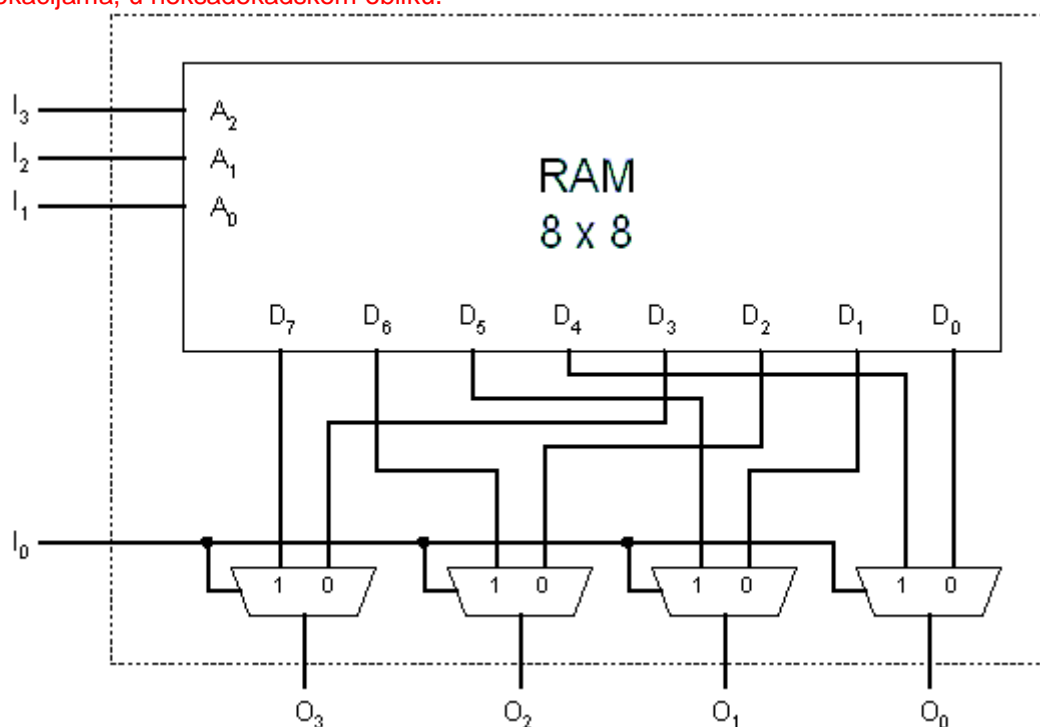 u heksadekadskom obliku.
I3 A2
I2 A1
I1 A0
RAM
8 x 8
D7 D6 D5 D4 D3 D2 D1 D0
I0
1 0 1 0 1 0 1 0
O3 O2 O1 O0